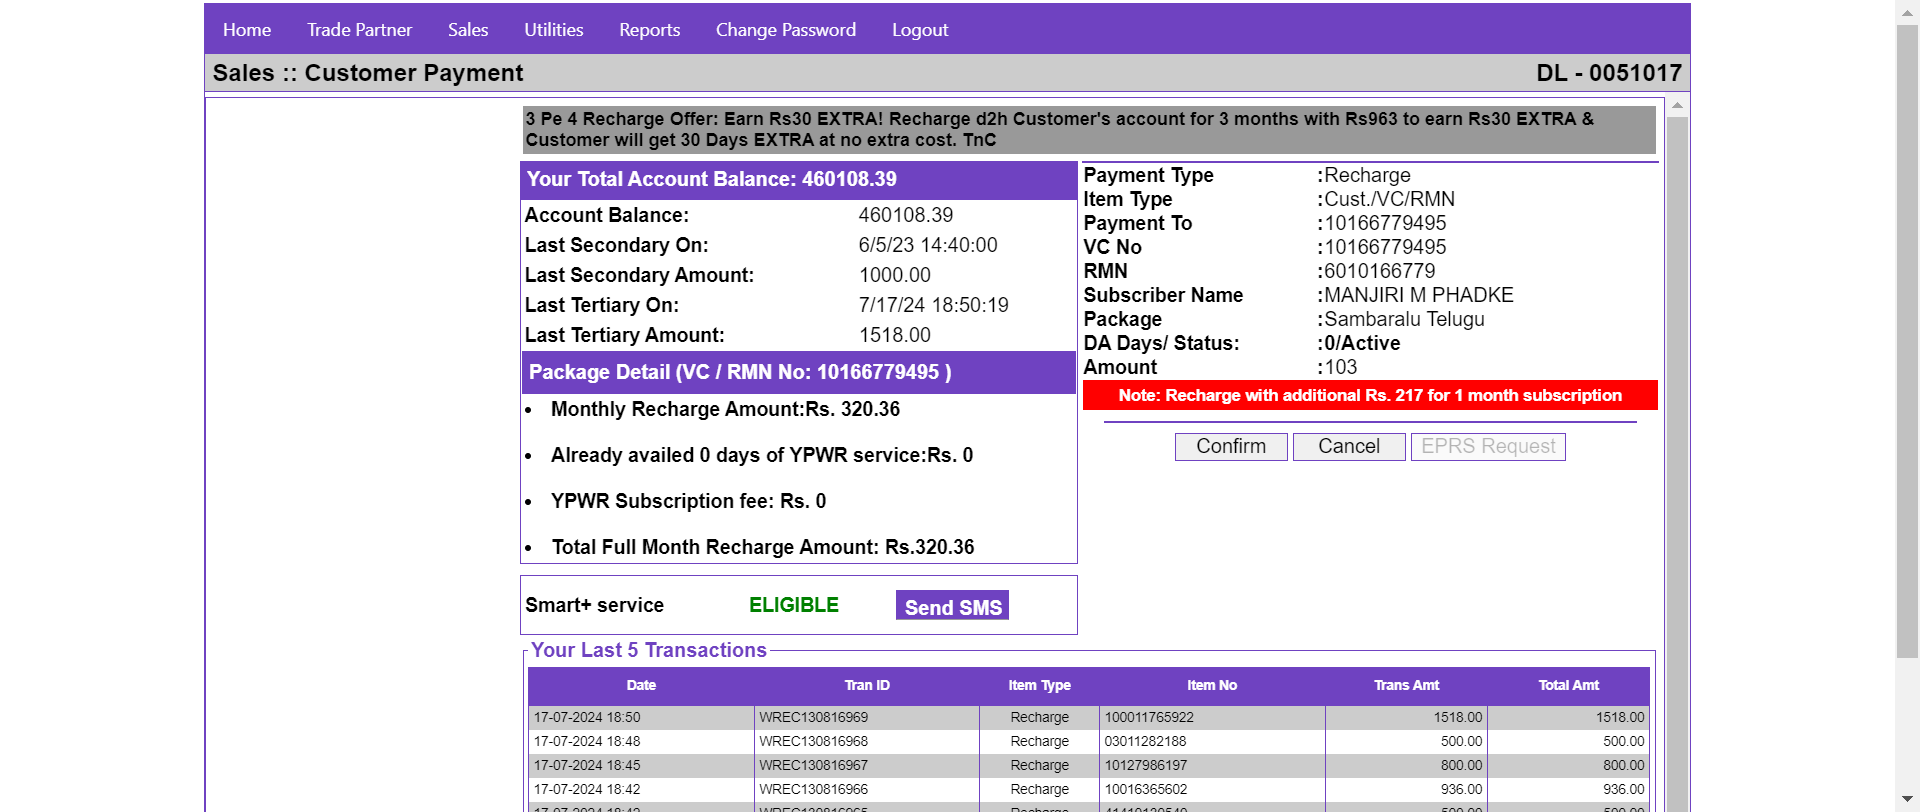 Home Trade Partner Sales Utilities Reports Change Password Logout
Sales :: Customer Payment DL - 0051017
3 Pe 4 Recharge Offer: Earn Rs30 EXTRA! Recharge d2h Customer's account for 3 months with Rs963 to earn Rs30 EXTRA &
Customer will get 30 Days EXTRA at no extra cost. TnC
Your Total Account Balance: 460108.39
Account Balance: 460108.39
Last Secondary On: 6/5/23 14:40:00
Last Secondary Amount: 1000.00
Last Tertiary On: 7/17/24 18:50:19
Last Tertiary Amount: 1518.00
Package Detail (VC / RMN No: 10166779495 )
• Monthly Recharge Amount:Rs. 320.36
• Already availed 0 days of YPWR service:Rs. 0
• YPWR Subscription fee: Rs. 0
• Total Full Month Recharge Amount: Rs.320.36
Smart+ service ELIGIBLE Send SMS
Payment Type :Recharge
Item Type :Cust./VC/RMN
Payment To :10166779495
VC No :10166779495
RMN :6010166779
Subscriber Name :MANJIRI M PHADKE
Package :Sambaralu Telugu
DA Days/ Status: :0/Active
Amount :103
Note: Recharge with additional Rs. 217 for 1 month subscription
Confirm Cancel EPRS Request
Your Last 5 Transactions
Date Tran ID Item Type Item No Trans Amt Total Amt
17-07-2024 18:50 WREC130816969 Recharge 100011765922 1518.00 1518.00
17-07-2024 18:48 WREC130816968 Recharge 03011282188 500.00 500.00
17-07-2024 18:45 WREC130816967 Recharge 10127986197 800.00 800.00
17-07-2024 18:42 WREC130816966 Recharge 10016365602 936.00 936.00